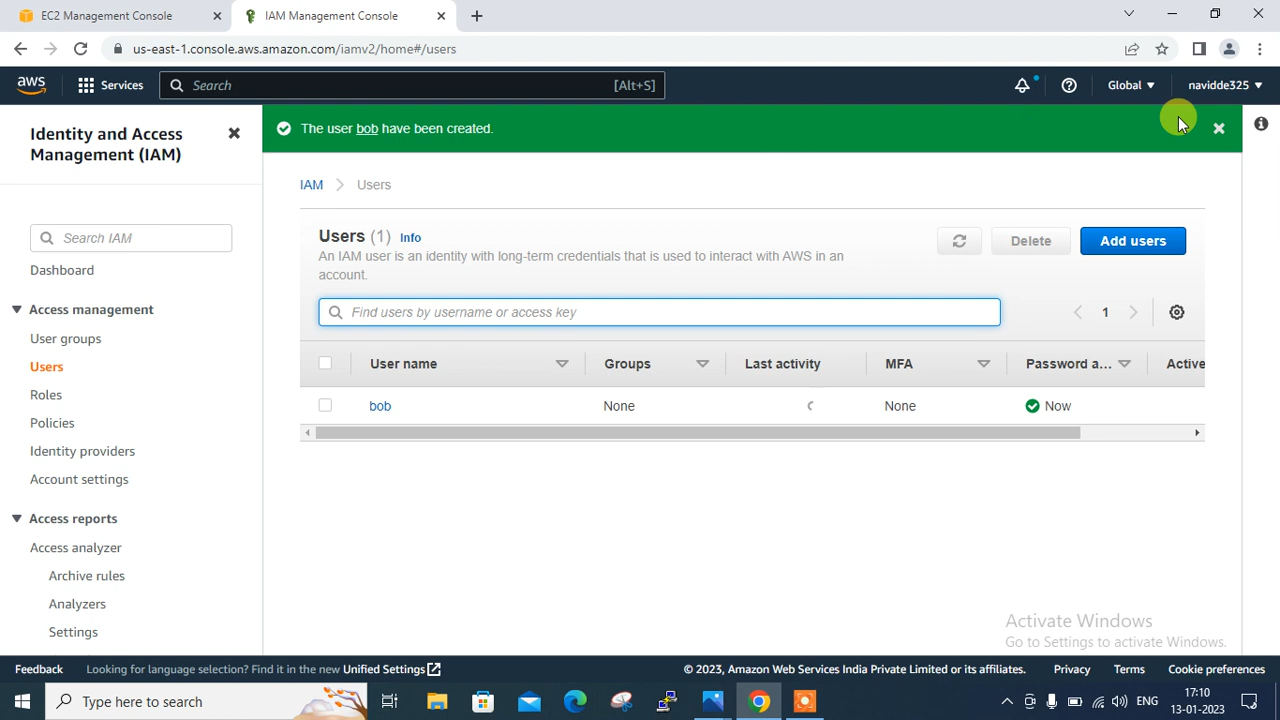 EC2 Management Console
IAM Management Console
us-east-1.console.aws.amazon.com/iamv2/home#/users
aws
Services
Search
[Alt+S]
Global
navidde325
Identity and Access
Management (IAM)
Search IAM
Dashboard
Access management
User groups
Users
Roles
Policies
Identity providers
Account settings
Access reports
Access analyzer
Archive rules
Analyzers
Settings
The user bob have been created.
IAM > Users
Users (1) Info
An IAM user is an identity with long-term credentials that is used to interact with AWS in an
account.
Delete
Add users
Find users by username or access key
1
User name Groups Last activity MFA Password a... Active
bob None None Now
Activate Windows
Go to Settings to activate Windows.
Feedback Looking for language selection? Find it in the new Unified Settings
© 2023, Amazon Web Services India Private Limited or its affiliates. Privacy Terms Cookie preferences
Type here to search
ENG
17:10
13-01-2023